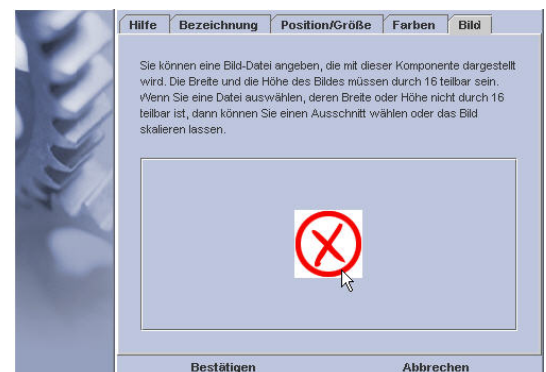 Hilfe Bezeichnung Position/Größe Farben Bild
Sie können eine Bild-Datei angeben, die mit dieser Komponente dargestellt
wird. Die Breite und die Höhe des Bildes müssen durch 16 teilbar sein.
Wenn Sie eine Datei auswählen, deren Breite oder Höhe nicht durch 16
teilbar ist, dann können Sie einen Ausschnitt wählen oder das Bild
skalieren lassen.
Bestätigen Abbrechen